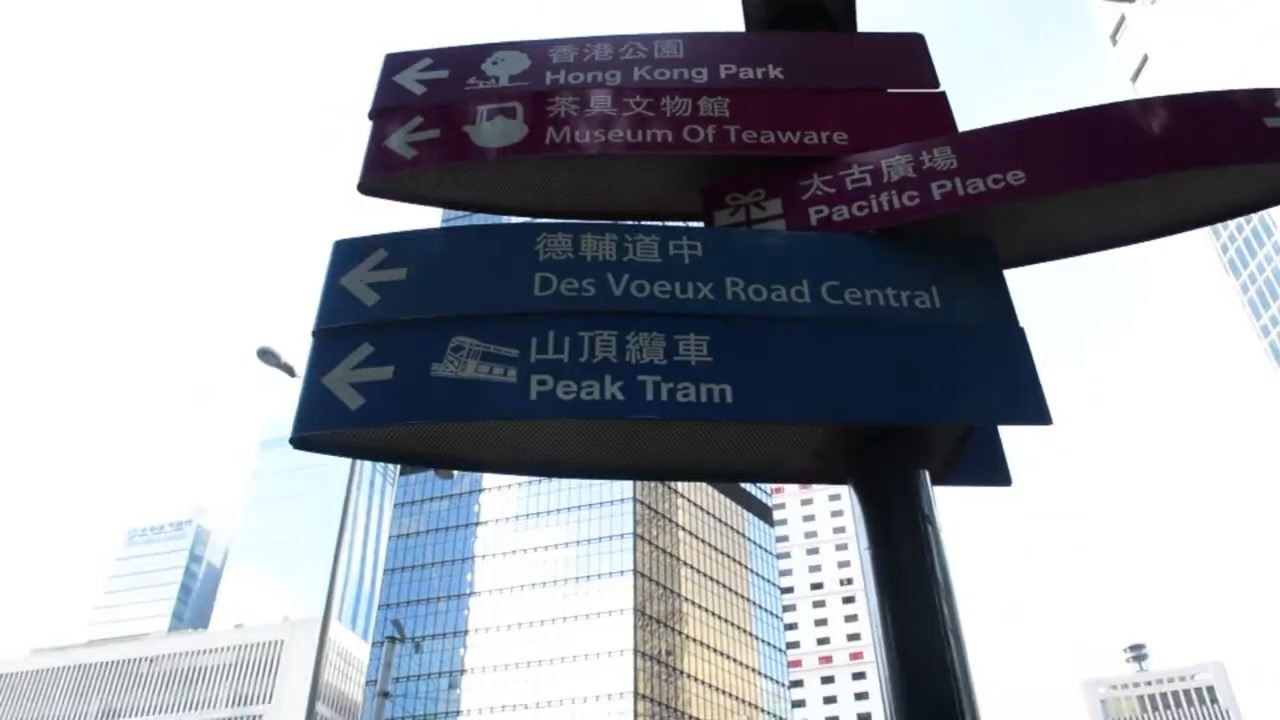 香港公園
Hong Kong Park
茶具文物館
Museum Of Teaware
太古廣場
Pacific Place
德輔道中
Des Voeux Road Central
山頂纜車
Peak Tram